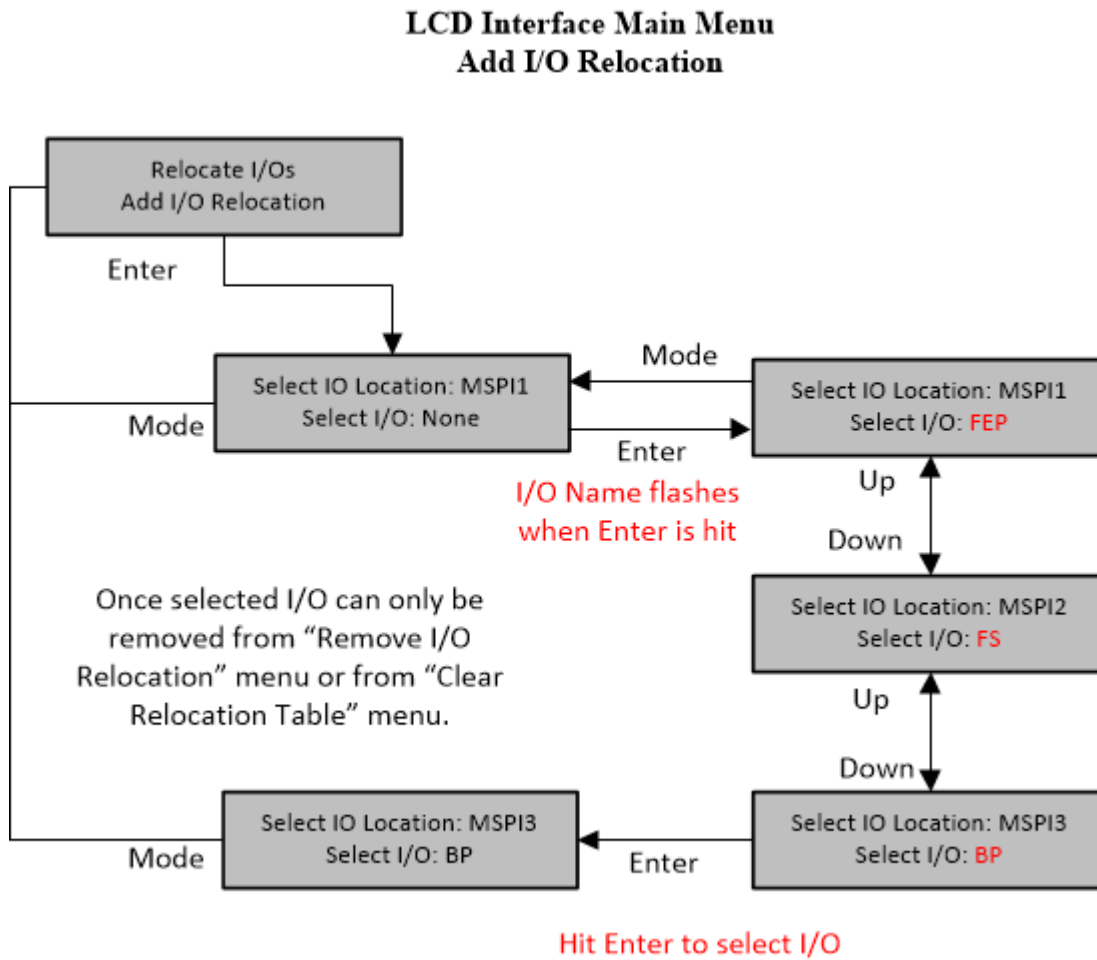 LCD Interface Main Menu
Add I/O Relocation
Relocate I/Os
Add I/O Relocation
Enter
Select IO Location: MSPI1
Select I/O: None
Mode
Mode
Enter
I/O Name flashes
when Enter is hit
Select IO Location: MSPI1
Select I/O: FEP
Up
Down
Select IO Location: MSPI2
Select I/O: FS
Up
Down
Once selected I/O can only be
removed from “Remove I/O
Relocation” menu or from “Clear
Relocation Table” menu.
Select IO Location: MSPI3
Select I/O: BP
Enter
Select IO Location: MSPI3
Select I/O: BP
Mode
Hit Enter to select I/O